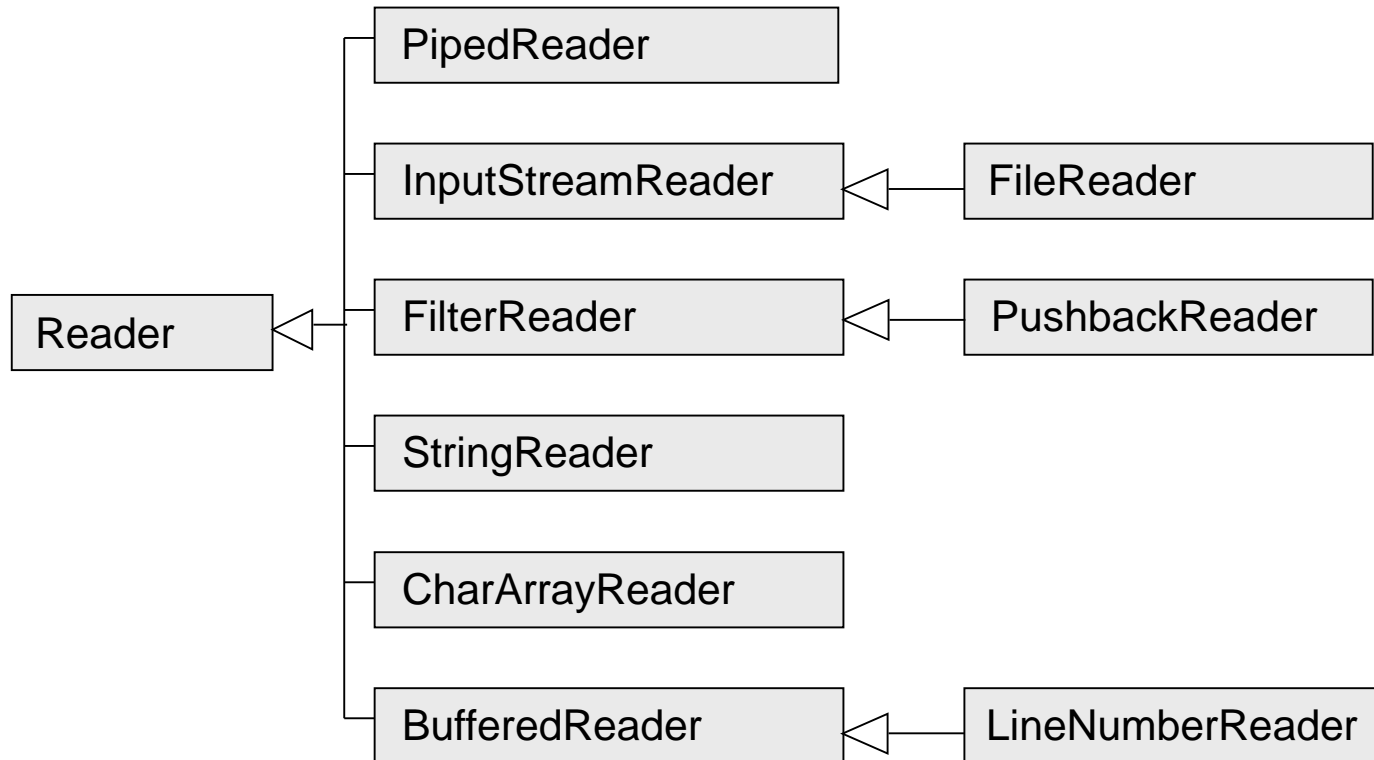 PipedReader
InputStreamReader
FileReader
Reader
FilterReader
PushbackReader
StringReader
CharArrayReader
BufferedReader
LineNumberReader